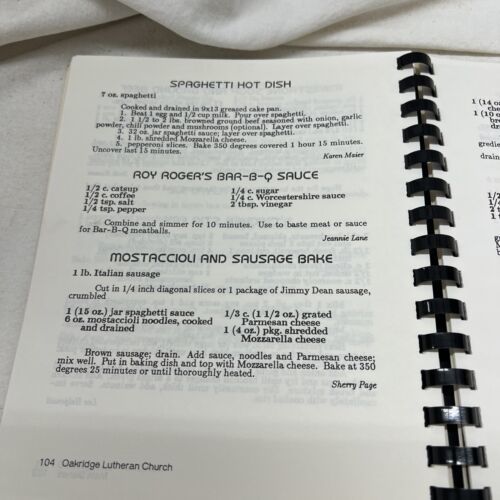 SPAGHETTI HOT DISH
7 oz. spaghetti
Cooked and drained in 9x13 greased cake pan.
1. Beat 1 egg and 1/2 cup milk. Pour over spaghetti.
2. 1 1/2 to 2 lbs. browned ground beef seasoned with onion, garlic
powder, chili powder and mushrooms (optional). Layer over spaghetti.
3. 32 oz. jar spaghetti sauce; layer over spaghetti.
4. 1 lb. shredded Mozzarella cheese.
5. pepperoni slices. Bake 350 degrees covered 1 hour 15 minutes.
Uncover last 15 minutes.
Karen Maier
ROY ROGER'S BAR-B-Q SAUCE
1/2 c. catsup 1/4 c. sugar
1/2 c. coffee 1/4 c. Worcestershire sauce
1/2 tsp. salt 2 tbsp. vinegar
1/4 tsp. pepper
Combine and simmer for 10 minutes. Use to baste meat or sauce
for Bar-B-Q meatballs.
Jeannie Lane
MOSTACCIOLI AND SAUSAGE BAKE
1 lb. Italian sausage
Cut in 1/4 inch diagonal slices or 1 package of Jimmy Dean sausage,
crumbled
1 (15 oz.) jar spaghetti sauce 1/3 c. (1 1/2 oz.) grated
6 oz. mostaccioli noodles, cooked Parmesan cheese
and drained 1 (4 oz.) pkg. shredded
Mozzarella cheese
Brown sausage; drain. Add sauce, noodles and Parmesan cheese;
mix well. Put in baking dish and top with Mozzarella cheese. Bake at 350
degrees 25 minutes or until thoroughly heated.
Sherry Page
104 Oakridge Lutheran Church